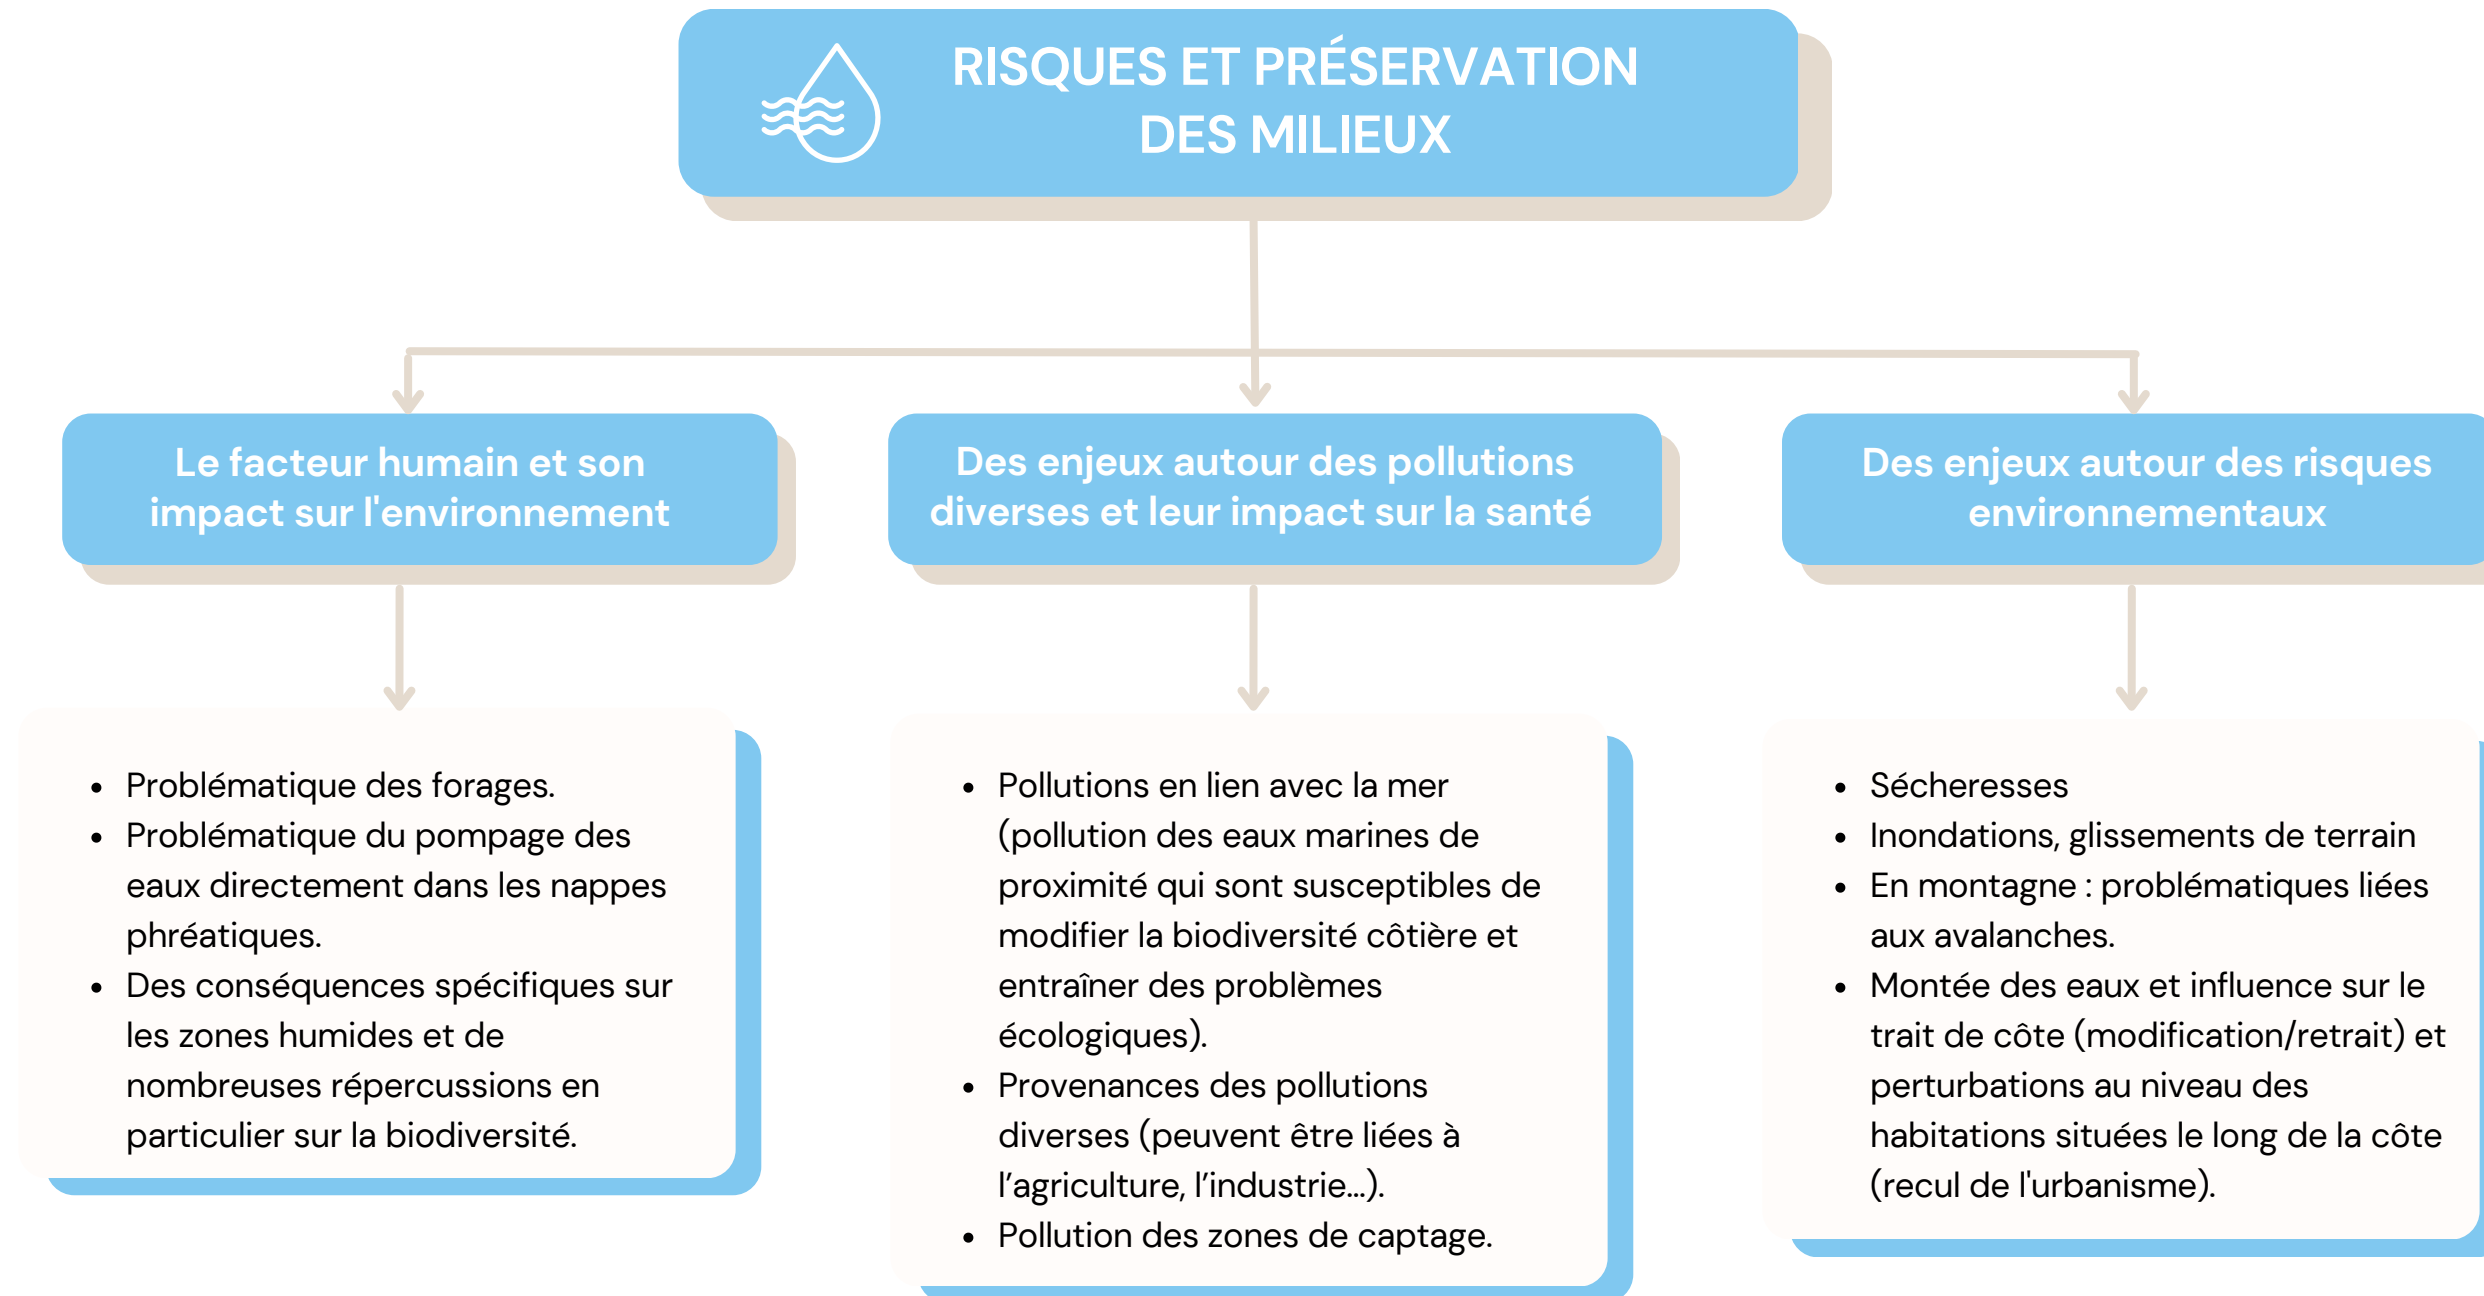 RISQUES ET PRÉSERVATION
DES MILIEUX
Le facteur humain et son
impact sur l'environnement
• Problématique des forages.
• Problématique du pompage des
eaux directement dans les nappes
phréatiques.
• Des conséquences spécifiques sur
les zones humides et de
nombreuses répercussions en
particulier sur la biodiversité.
Des enjeux autour des pollutions
diverses et leur impact sur la santé
• Pollutions en lien avec la mer
(pollution des eaux marines de
proximité qui sont susceptibles de
modifier la biodiversité côtière et
entraîner des problèmes
écologiques).
• Provenances des pollutions
diverses (peuvent être liées à
l’agriculture, l’industrie…).
• Pollution des zones de captage.
Des enjeux autour des risques
environnementaux
• Sécheresses
• Inondations, glissements de terrain
• En montagne : problématiques liées
aux avalanches.
• Montée des eaux et influence sur le
trait de côte (modification/retrait) et
perturbations au niveau des
habitations situées le long de la côte
(recul de l'urbanisme).